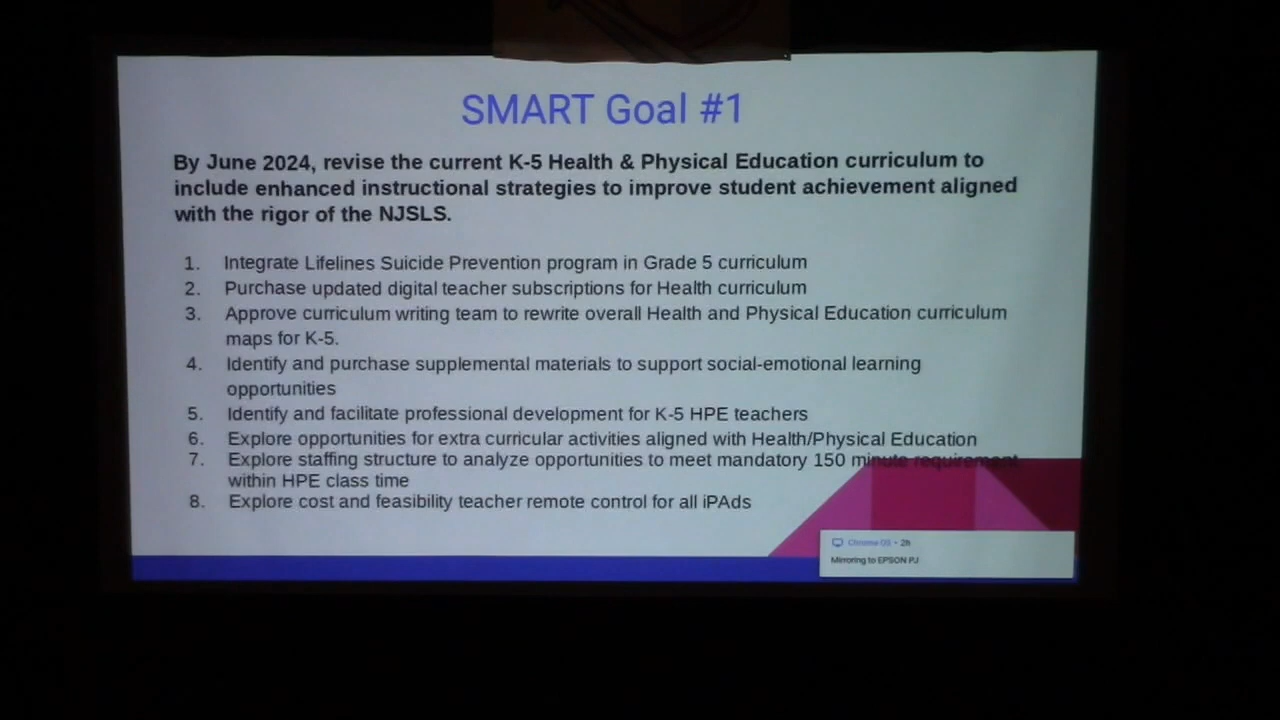 SMART Goal #1
By June 2024, revise the current K-5 Health & Physical Education curriculum to
include enhanced instructional strategies to improve student achievement aligned
with the rigor of the NJSLS.
1. Integrate Lifelines Suicide Prevention program in Grade 5 curriculum
2. Purchase updated digital teacher subscriptions for Health curriculum
3. Approve curriculum writing team to rewrite overall Health and Physical Education curriculum
maps for K-5.
4. Identify and purchase supplemental materials to support social-emotional learning
opportunities
5. Identify and facilitate professional development for K-5 HPE teachers
6. Explore opportunities for extra curricular activities aligned with Health/Physical Education
7. Explore staffing structure to analyze opportunities to meet mandatory 150 minute requirement
within HPE class time
8. Explore cost and feasibility teacher remote control for all iPAds
Chrome OS • 2h
Mirroring to EPSON PJ